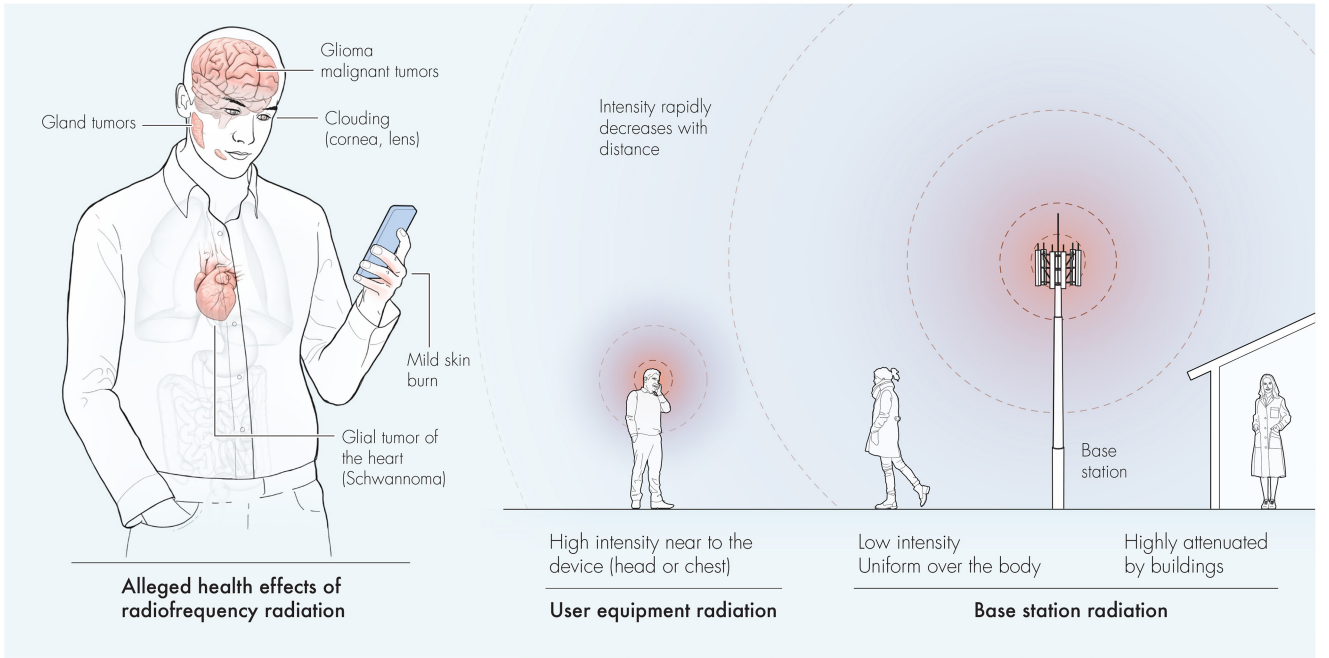 Glioma
malignant tumors
Gland tumors
Clouding
(cornea, lens)
Mild skin
burn
Glial tumor of
the heart
(Schwannoma)
Alleged health effects of
radiofrequency radiation
Intensity rapidly
decreases with
distance
Base
station
High intensity near to the
device (head or chest)
User equipment radiation
Low intensity
Uniform over the body
Highly attenuated
by buildings
Base station radiation